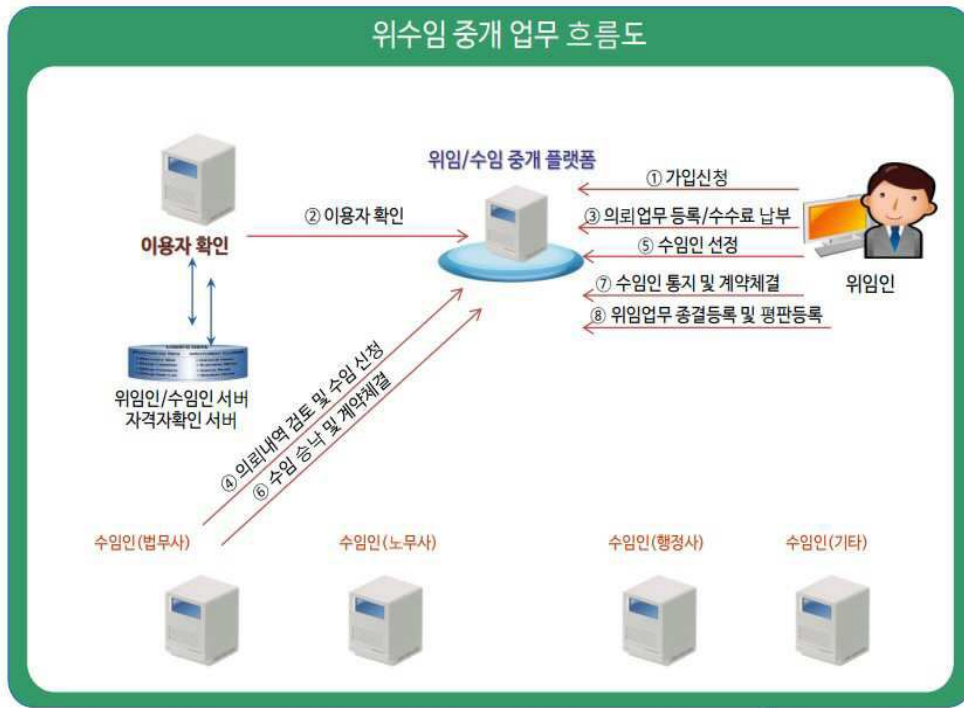 위수임 중개 업무 흐름도
위임/수임 중개 플랫폼
① 가입신청
② 이용자 확인
③ 의뢰업무 등록/수수료 납부
이용자 확인
⑤ 수임인 선정
위임인
⑦ 수임인 통지 및 계약체결
⑧ 위임업무 종결등록 및 평판등록
위임인/수임인 서버
자격자확인 서버
④ 의뢰내역 검토 및 수임 신청
⑥ 수임 승낙 및 계약체결
수임인(법무사)
수임인(노무사)
수임인(행정사)
수임인(기타)